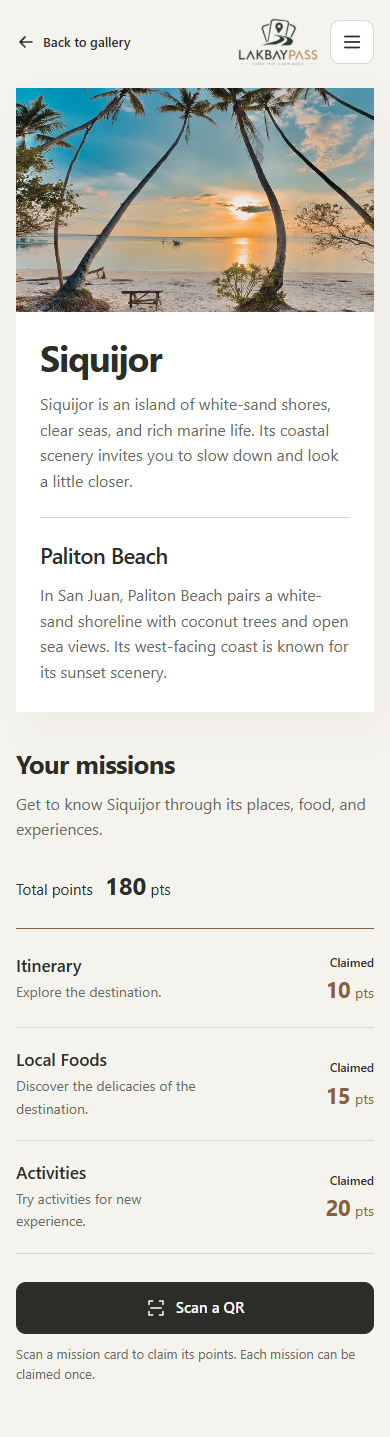 Back to gallery
LAKBAYPASS
Siquijor
Siquijor is an island of white-sand shores,
clear seas, and rich marine life. Its coastal
scenery invites you to slow down and look
a little closer.
Paliton Beach
In San Juan, Paliton Beach pairs a white-
sand shoreline with coconut trees and open
sea views. Its west-facing coast is known for
its sunset scenery.
Your missions
Get to know Siquijor through its places, food, and
experiences.
Total points 180 pts
Itinerary
Explore the destination.
Claimed
10 pts
Local Foods
Discover the delicacies of the
destination.
Claimed
15 pts
Activities
Try activities for new
experience.
Claimed
20 pts
Scan a QR
Scan a mission card to claim its points. Each mission can be
claimed once.